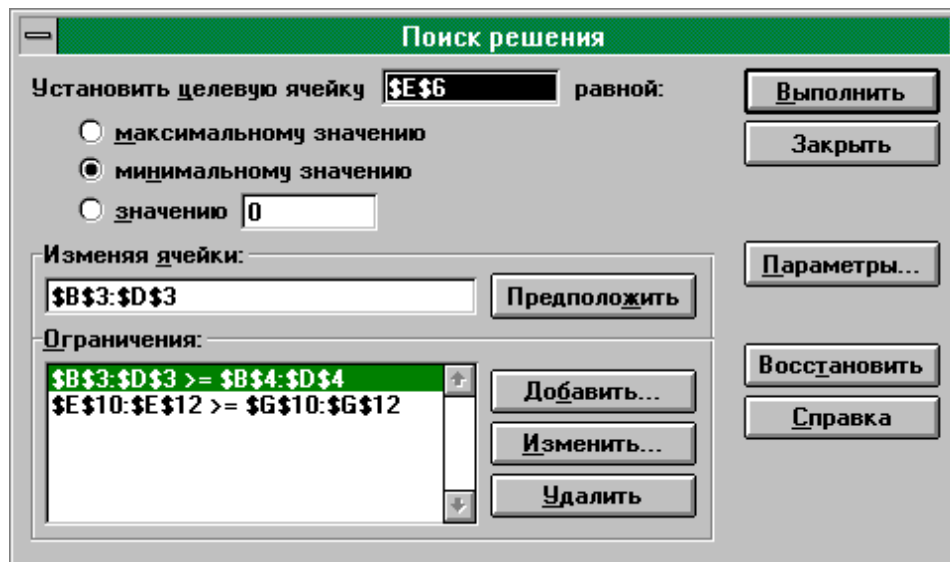 Поиск решения
Установить целевую ячейку $E$6 равной:
максимальному значению
минимальному значению
значению 0
Изменяя ячейки:
$B$3:$D$3
Предположить
Ограничения:
$B$3:$D$3 >= $B$4:$D$4
$E$10:$E$12 >= $G$10:$G$12
Добавить...
Изменить...
Удалить
Выполнить
Закрыть
Параметры...
Восстановить
Справка